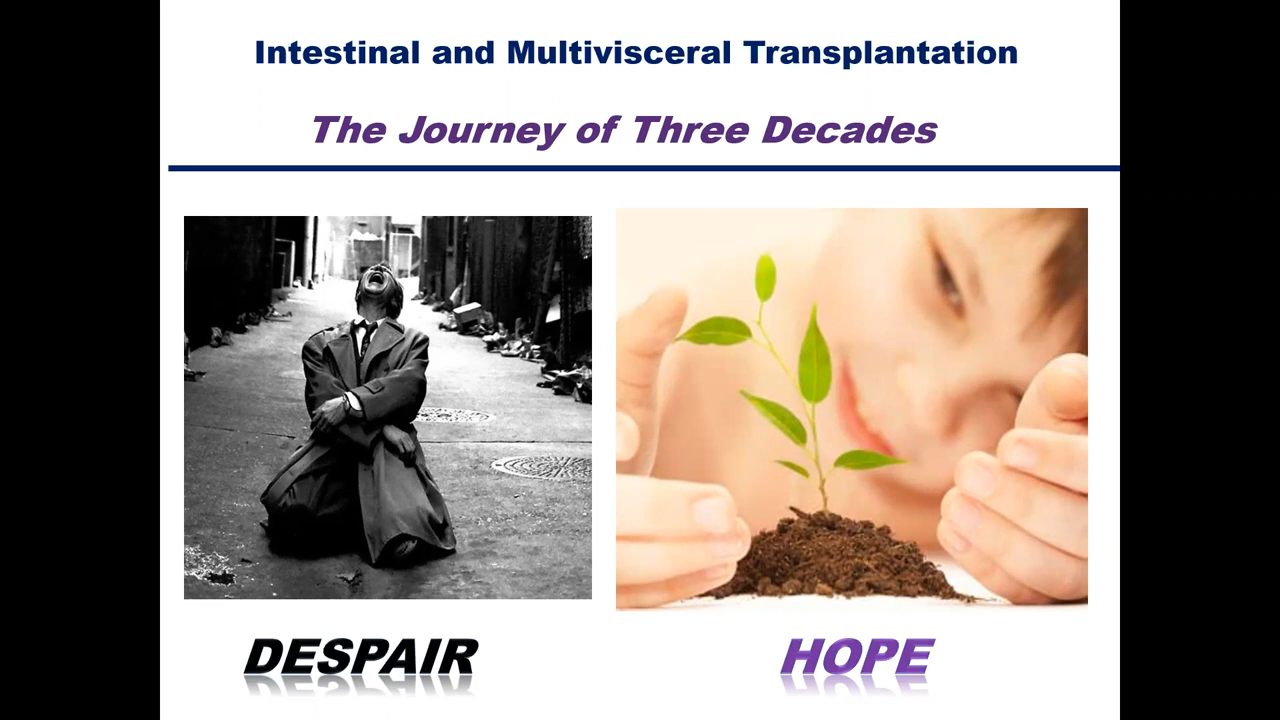 Intestinal and Multivisceral Transplantation
The Journey of Three Decades
DESPAIR
HOPE